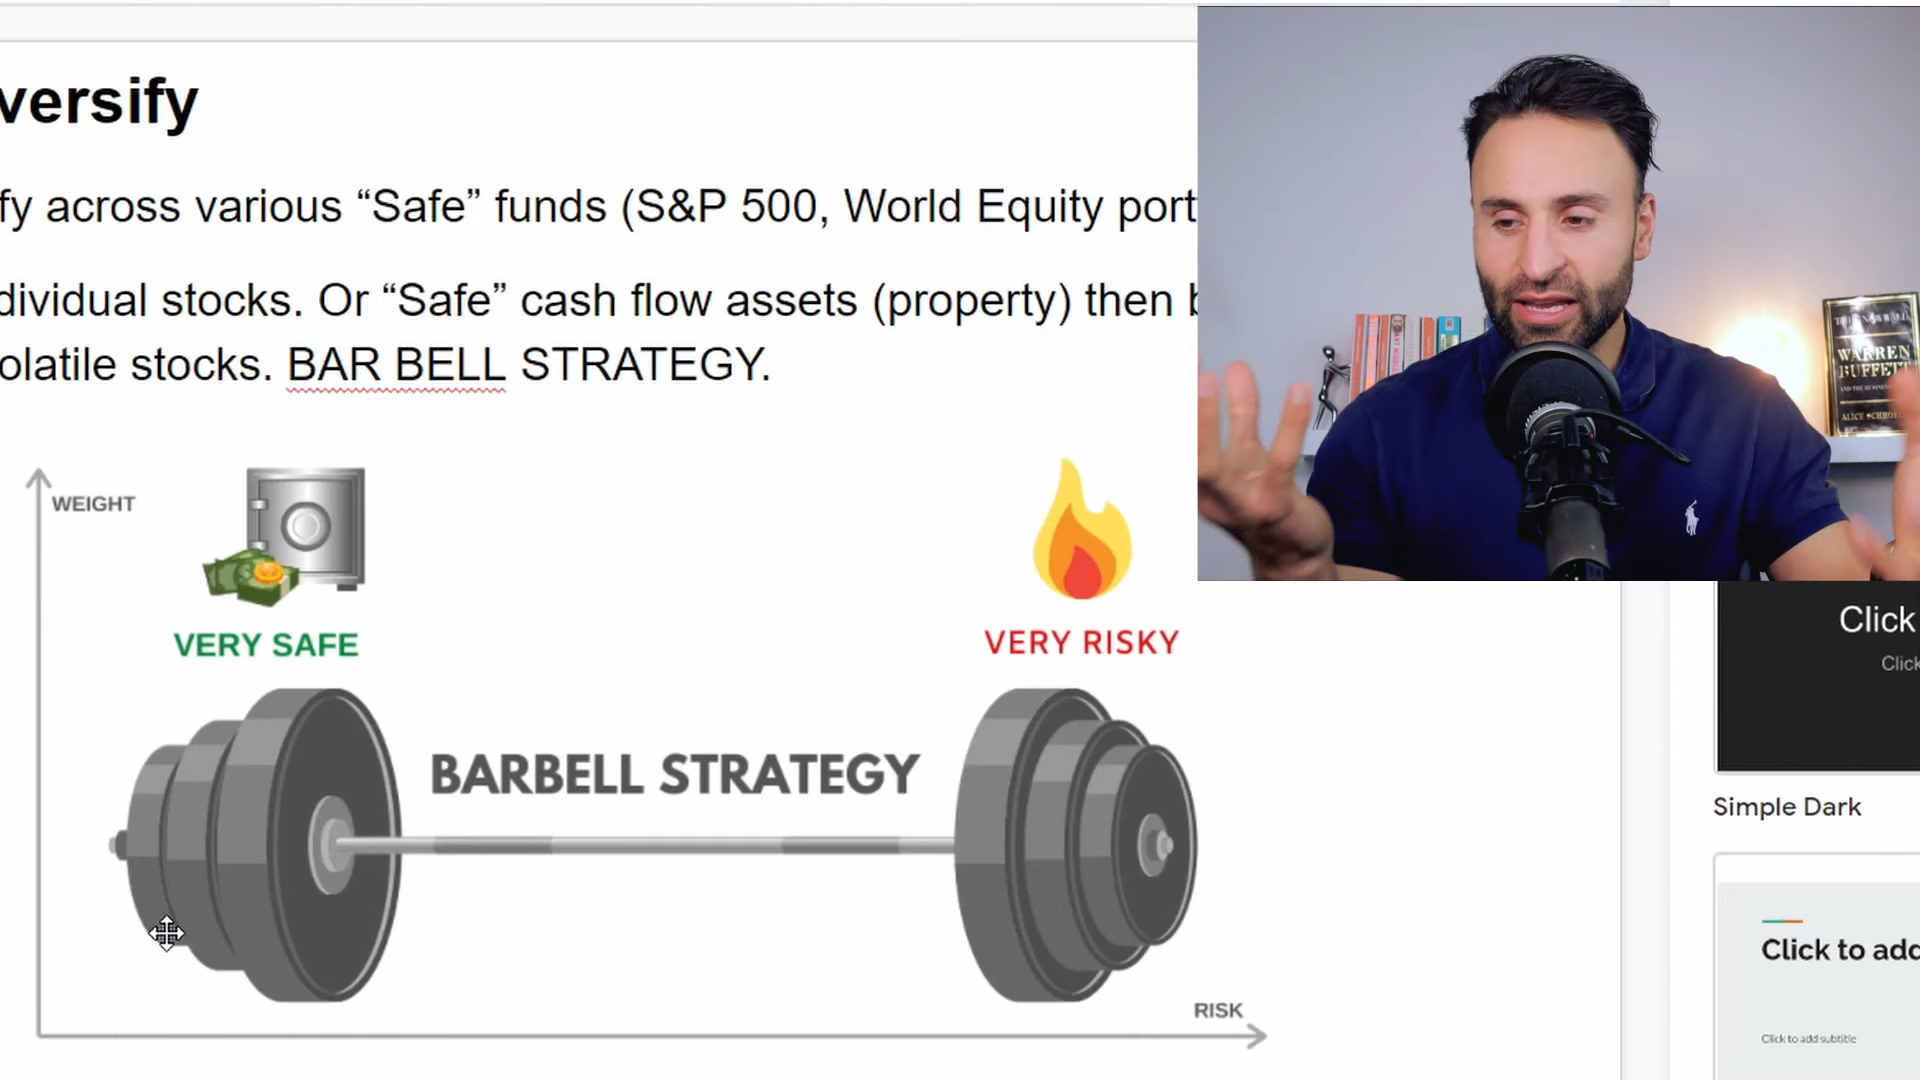 versify
fy across various “Safe” funds (S&P 500, World Equity port
dividual stocks. Or “Safe” cash flow assets (property) then b
olatile stocks. BAR BELL STRATEGY.
WEIGHT
VERY SAFE
VERY RISKY
BARBELL STRATEGY
RISK
WARREN
BUFFETT
Click
Click
Simple Dark
Click to add
Click to add subtitle